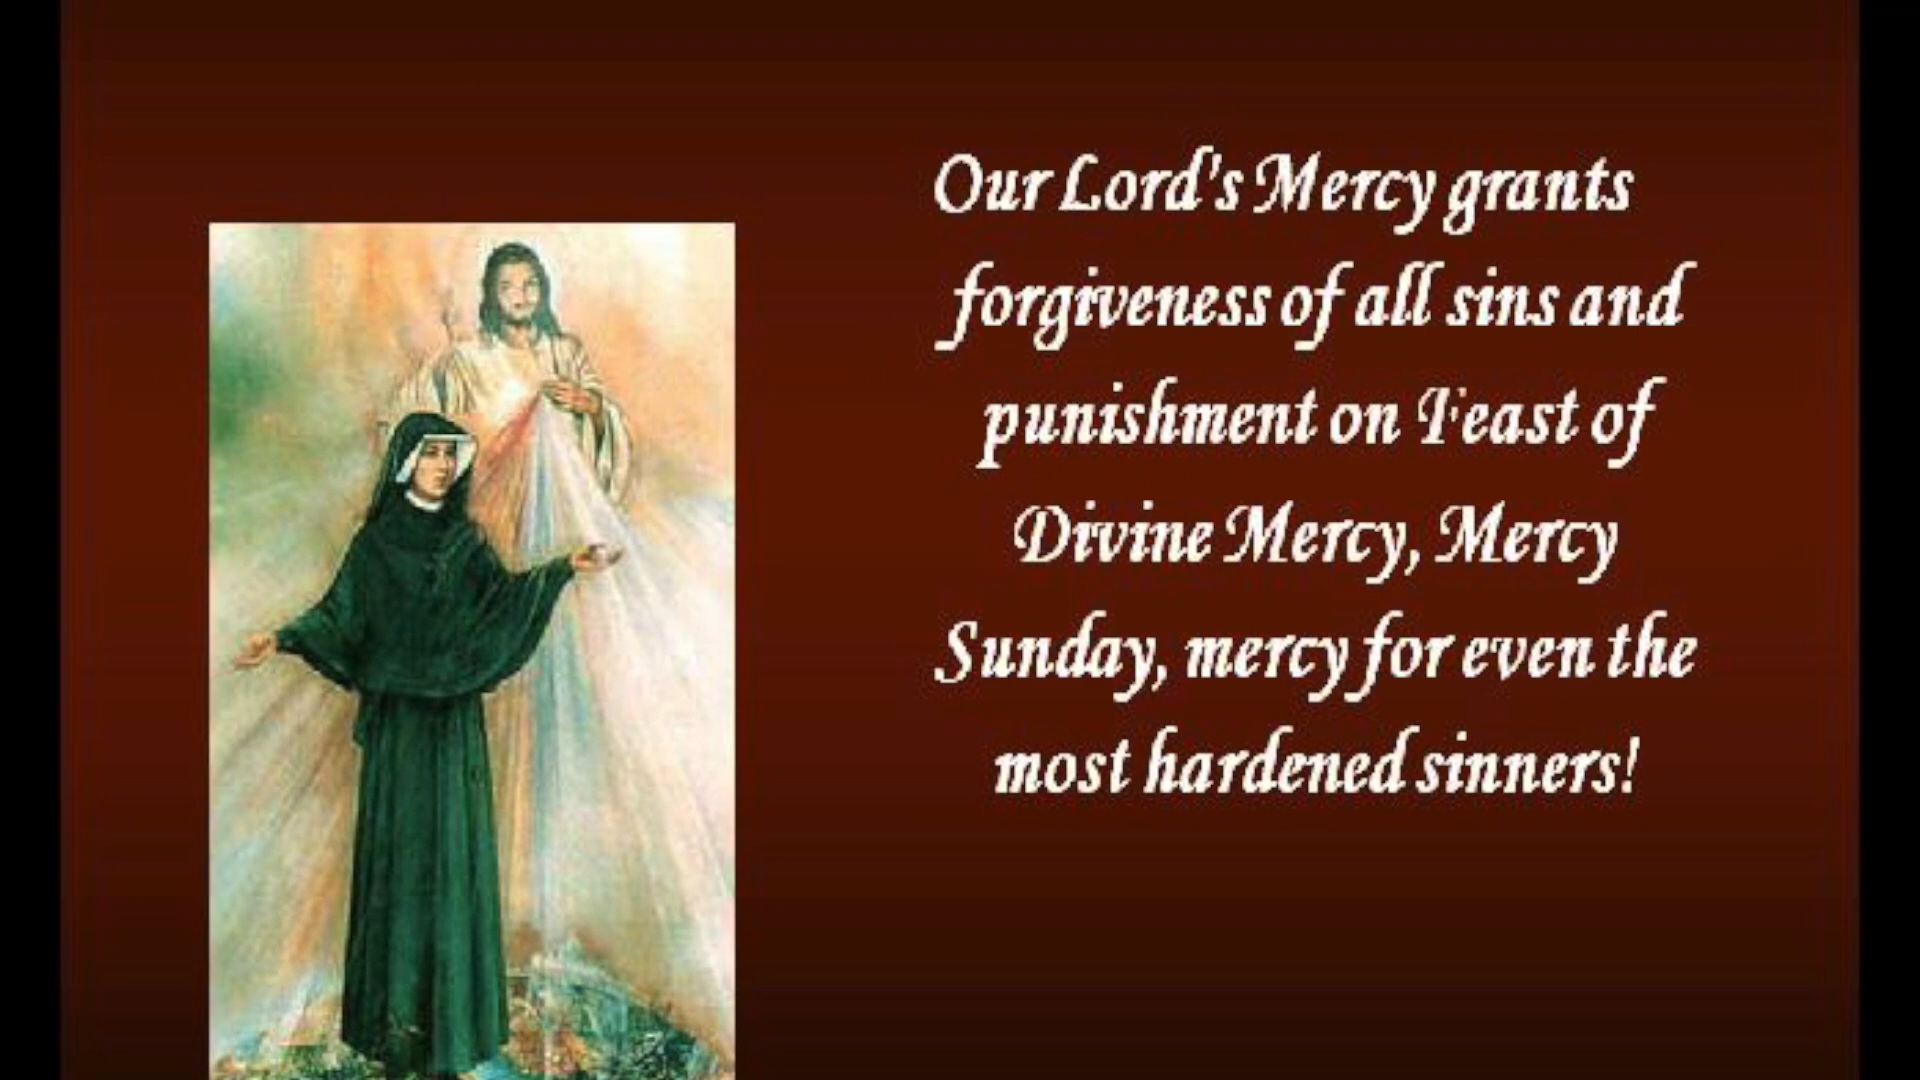 Our Lord's Mercy grants
forgiveness of all sins and
punishment on Feast of
Divine Mercy, Mercy
Sunday, mercy for even the
most hardened sinners!